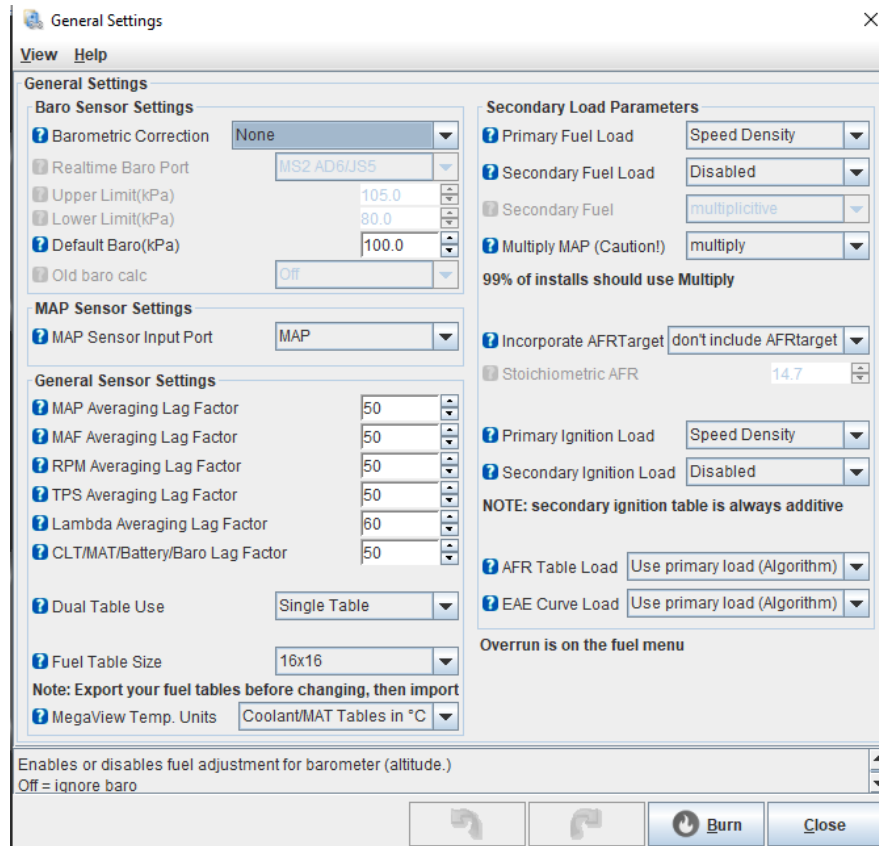 General Settings
View Help
General Settings
Baro Sensor Settings
Barometric Correction None
Realtime Baro Port MS2 AD6/JS5
Upper Limit(kPa) 105.0
Lower Limit(kPa) 80.0
Default Baro(kPa) 100.0
Old baro calc Off
MAP Sensor Settings
MAP Sensor Input Port MAP
General Sensor Settings
MAP Averaging Lag Factor 50
MAF Averaging Lag Factor 50
RPM Averaging Lag Factor 50
TPS Averaging Lag Factor 50
Lambda Averaging Lag Factor 60
CLT/MAT/Battery/Baro Lag Factor 50
Dual Table Use Single Table
Fuel Table Size 16x16
Note: Export your fuel tables before changing, then import
MegaView Temp. Units Coolant/MAT Tables in °C
Secondary Load Parameters
Primary Fuel Load Speed Density
Secondary Fuel Load Disabled
Secondary Fuel multiplicitive
Multiply MAP (Caution!) multiply
99% of installs should use Multiply
Incorporate AFRTarget don't include AFRtarget
Stoichiometric AFR 14.7
Primary Ignition Load Speed Density
Secondary Ignition Load Disabled
NOTE: secondary ignition table is always additive
AFR Table Load Use primary load (Algorithm)
EAE Curve Load Use primary load (Algorithm)
Overrun is on the fuel menu
Enables or disables fuel adjustment for barometer (altitude.)
Off = ignore baro
Burn Close